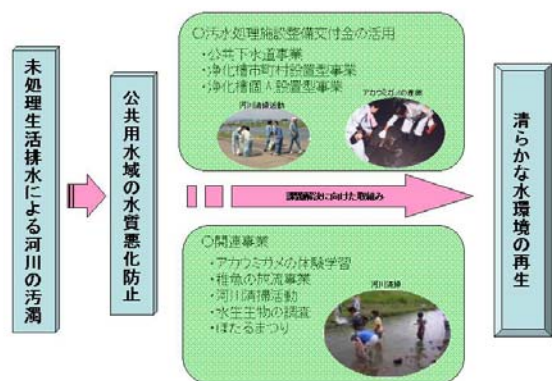 未処理生活排水による河川の汚濁
公共用水域の水質悪化防止
○汚水処理施設整備交付金の活用
・公共下水道事業
・浄化槽市町村設置型事業
・浄化槽個人設置型事業
河川清掃活動
アカウミガメの産卵
課題解決に向けた取組み
○関連事業
・アカウミガメの体験学習
・稚魚の放流事業
・河川清掃活動
・水生生物の調査
・ほたるまつり
河川清掃
清らかな水環境の再生